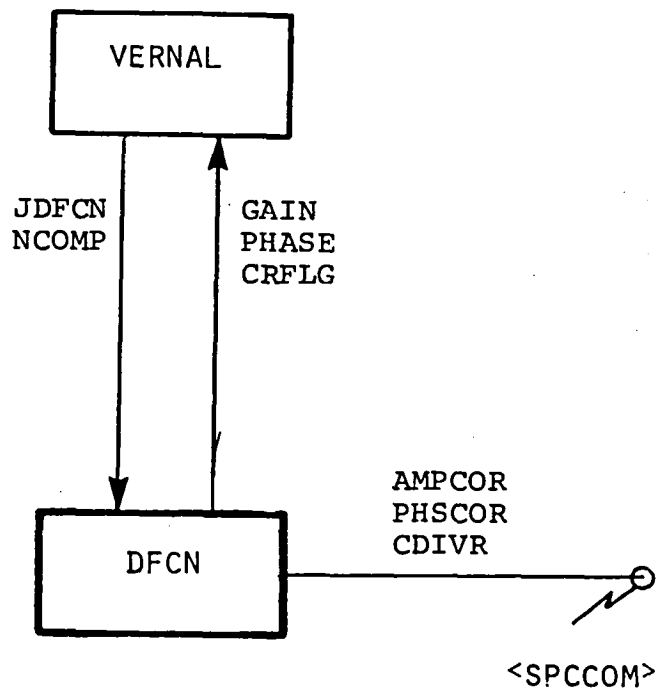 VERNAL
JDFCN
NCOMP
GAIN
PHASE
CRFLG
DFCN
AMPCOR
PHSCOR
CDIVR
<SPCCOM>